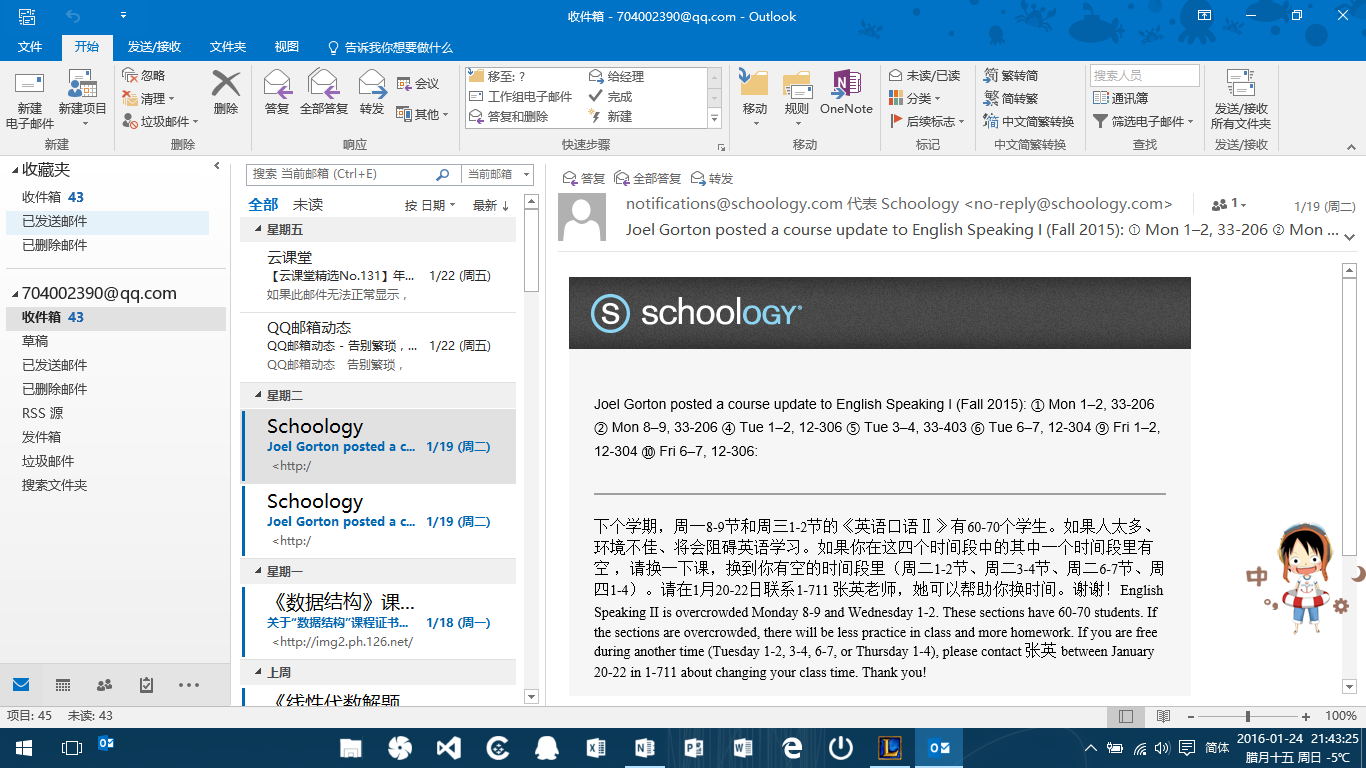 收件箱 - 704002390@qq.com - Outlook
文件 开始 发送/接收 文件夹 视图 告诉我你想要做什么
新建
电子邮件
新建项目
新建
忽略
清理
垃圾邮件
删除
删除
答复 全部答复 转发
会议
其他
响应
移至: ? 给经理
工作组电子邮件 完成
答复和删除 新建
快速步骤
移动 规则 OneNote
移动
未读/已读
分类
后续标志
标记
繁转简
简转繁
中文简繁转换
中文简繁转换
搜索人员
通讯簿
筛选电子邮件
查找
发送/接收
所有文件夹
发送/接收
收藏夹
收件箱 43
已发送邮件
已删除邮件
704002390@qq.com
收件箱 43
草稿
已发送邮件
已删除邮件
RSS 源
发件箱
垃圾邮件
搜索文件夹
搜索 当前邮箱 (Ctrl+E) 当前邮箱
全部 未读 按 日期 最新 ↓
星期五
云课堂
【云课堂精选No.131】年... 1/22 (周五)
如果此邮件无法正常显示，
QQ邮箱动态
QQ邮箱动态 - 告别繁琐，... 1/22 (周五)
QQ邮箱动态 告别繁琐，
星期二
Schoology
Joel Gorton posted a c... 1/19 (周二)
<http:/
Schoology
Joel Gorton posted a c... 1/19 (周二)
<http:/
星期一
《数据结构》课...
关于“数据结构”课程证书... 1/18 (周一)
<http://img2.ph.126.net/
上周
《线性代数解题
答复 全部答复 转发
notifications@schoology.com 代表 Schoology <no-reply@schoology.com> 1 1/19 (周二)
Joel Gorton posted a course update to English Speaking I (Fall 2015): ① Mon 1–2, 33-206 ② Mon ...
S schoology
Joel Gorton posted a course update to English Speaking I (Fall 2015): ① Mon 1–2, 33-206
② Mon 8–9, 33-206 ④ Tue 1–2, 12-306 ⑤ Tue 3–4, 33-403 ⑥ Tue 6–7, 12-304 ⑨ Fri 1–2,
12-304 ⑩ Fri 6–7, 12-306:
下个学期，周一8-9节和周三1-2节的《英语口语Ⅱ》有60-70个学生。如果人太多、
环境不佳、将会阻碍英语学习。如果你在这四个时间段中的其中一个时间段里有
空，请换一下课，换到你有空的时间段里（周二1-2节、周二3-4节、周二6-7节、周
四1-4）。请在1月20-22日联系1-711 张英老师，她可以帮助你换时间。谢谢！English
Speaking II is overcrowded Monday 8-9 and Wednesday 1-2. These sections have 60-70 students. If
the sections are overcrowded, there will be less practice in class and more homework. If you are free
during another time (Tuesday 1-2, 3-4, 6-7, or Thursday 1-4), please contact 张英 between January
20-22 in 1-711 about changing your class time. Thank you!
中
项目: 45 未读: 43 100%
简体 2016-01-24 21:43:25
腊月十五 周日 -5℃